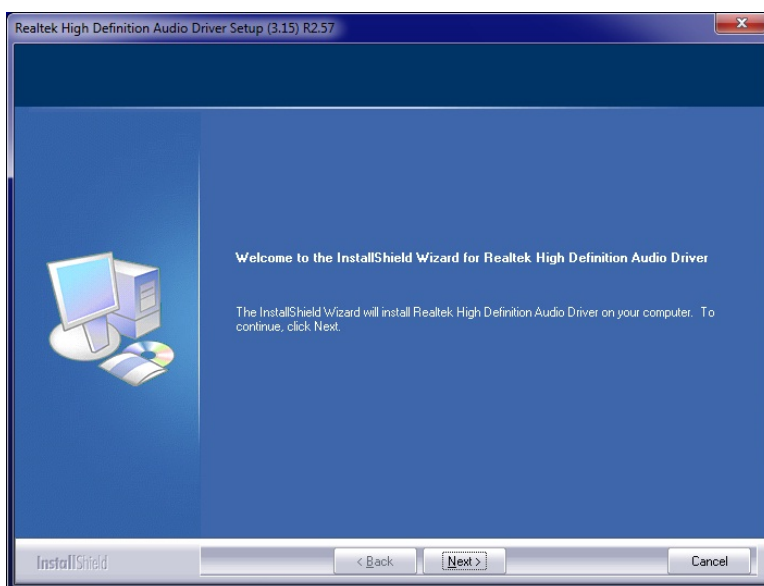 Realtek High Definition Audio Driver Setup (3.15) R2.57
Welcome to the InstallShield Wizard for Realtek High Definition Audio Driver
The InstallShield Wizard will install Realtek High Definition Audio Driver on your computer. To
continue, click Next.
InstallShield
< Back
Next >
Cancel